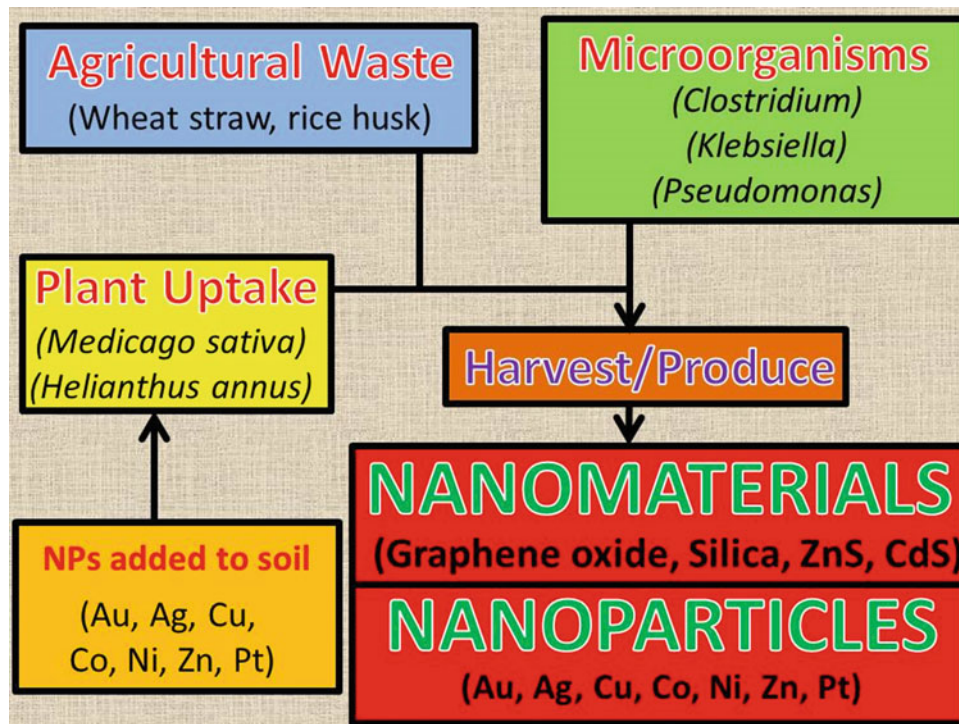 Agricultural Waste
(Wheat straw, rice husk)
Microorganisms
(Clostridium)
(Klebsiella)
(Pseudomonas)
Plant Uptake
(Medicago sativa)
(Helianthus annus)
Harvest/Produce
NPs added to soil
(Au, Ag, Cu,
Co, Ni, Zn, Pt)
NANOMATERIALS
(Graphene oxide, Silica, ZnS, CdS)
NANOPARTICLES
(Au, Ag, Cu, Co, Ni, Zn, Pt)